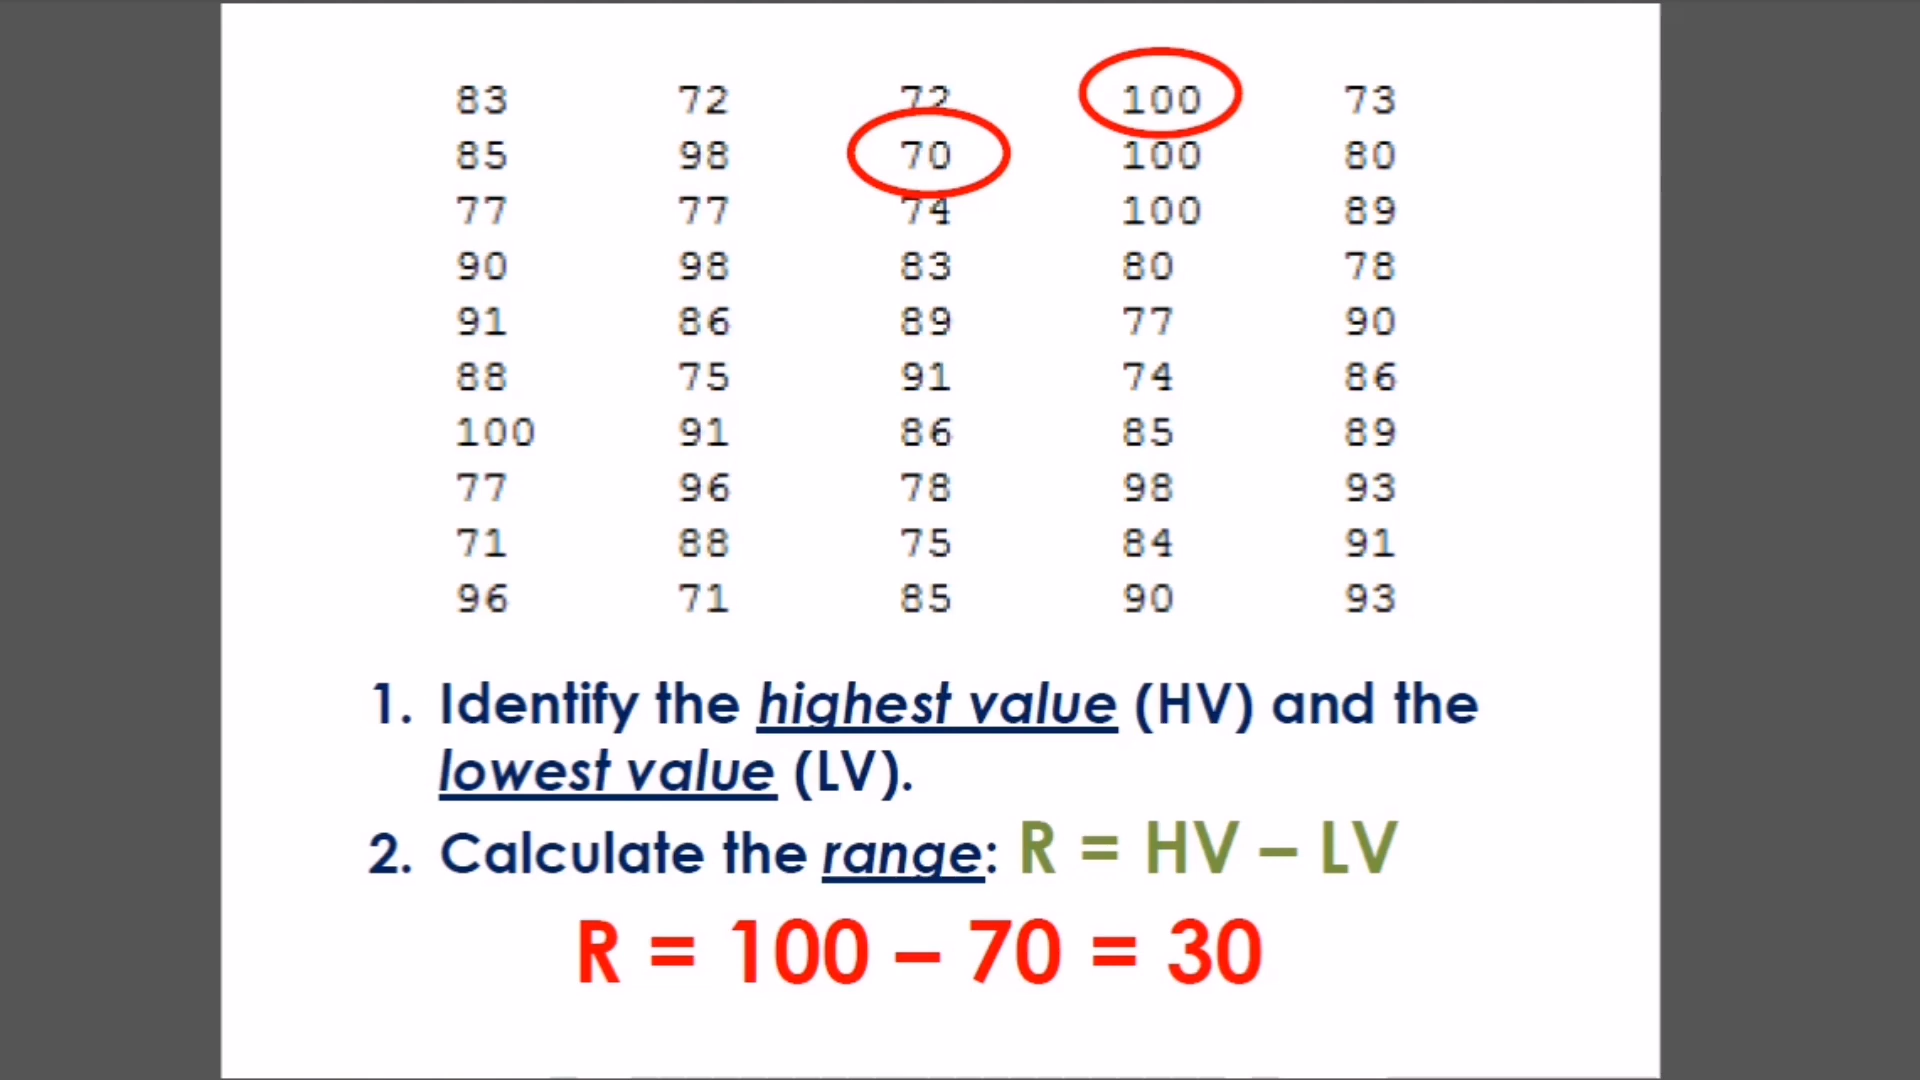 83 72 72 100 73
85 98 70 100 80
77 77 74 100 89
90 98 83 80 78
91 86 89 77 90
88 75 91 74 86
100 91 86 85 89
77 96 78 98 93
71 88 75 84 91
96 71 85 90 93
1. Identify the highest value (HV) and the
lowest value (LV).
2. Calculate the range: R = HV – LV
R = 100 – 70 = 30